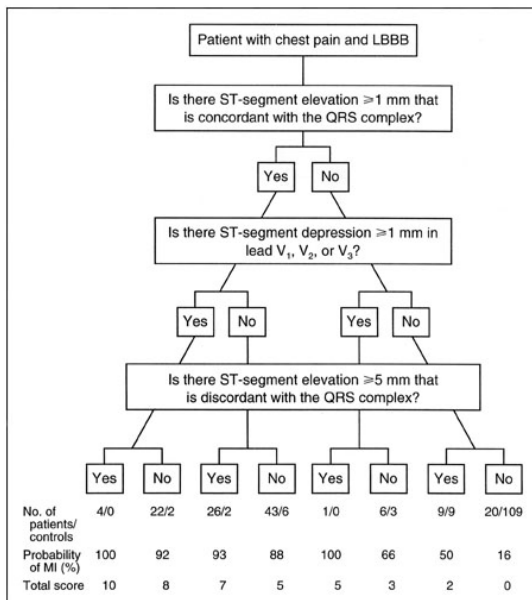 Patient with chest pain and LBBB
Is there ST-segment elevation ⩾1 mm that
is concordant with the QRS complex?
Yes No
Is there ST-segment depression ⩾1 mm in
lead V₁, V₂, or V₃?
Yes No Yes No
Is there ST-segment elevation ⩾5 mm that
is discordant with the QRS complex?
Yes No Yes No Yes No Yes No
No. of
patients/
controls 4/0 22/2 26/2 43/6 1/0 6/3 9/9 20/109
Probability
of MI (%) 100 92 93 88 100 66 50 16
Total score 10 8 7 5 5 3 2 0